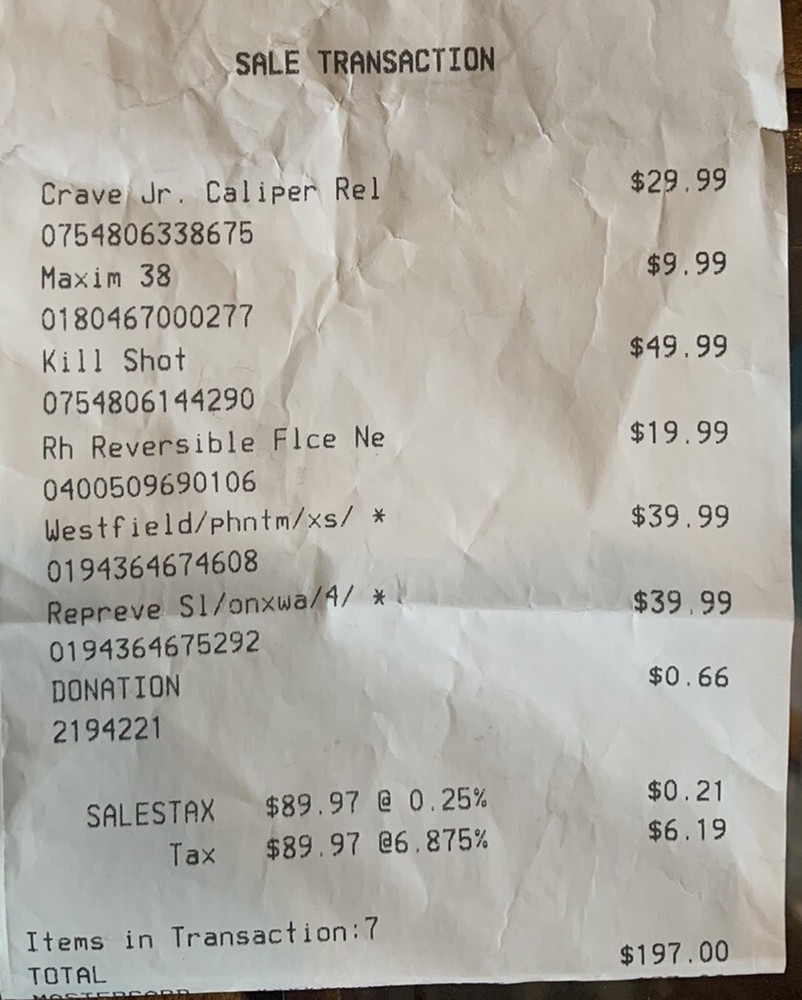 SALE TRANSACTION
Crave Jr. Caliper Rel $29.99
0754806338675
Maxim 38 $9.99
0180467000277
Kill Shot $49.99
0754806144290
Rh Reversible Flce Ne $19.99
0400509690106
Westfield/phntm/xs/ * $39.99
0194364674608
Repreve Sl/onxwa/4/ * $39.99
0194364675292
DONATION $0.66
2194221
SALESTAX $89.97 @ 0.25% $0.21
Tax $89.97 @6.875% $6.19
Items in Transaction:7
TOTAL $197.00
MASTERCARD